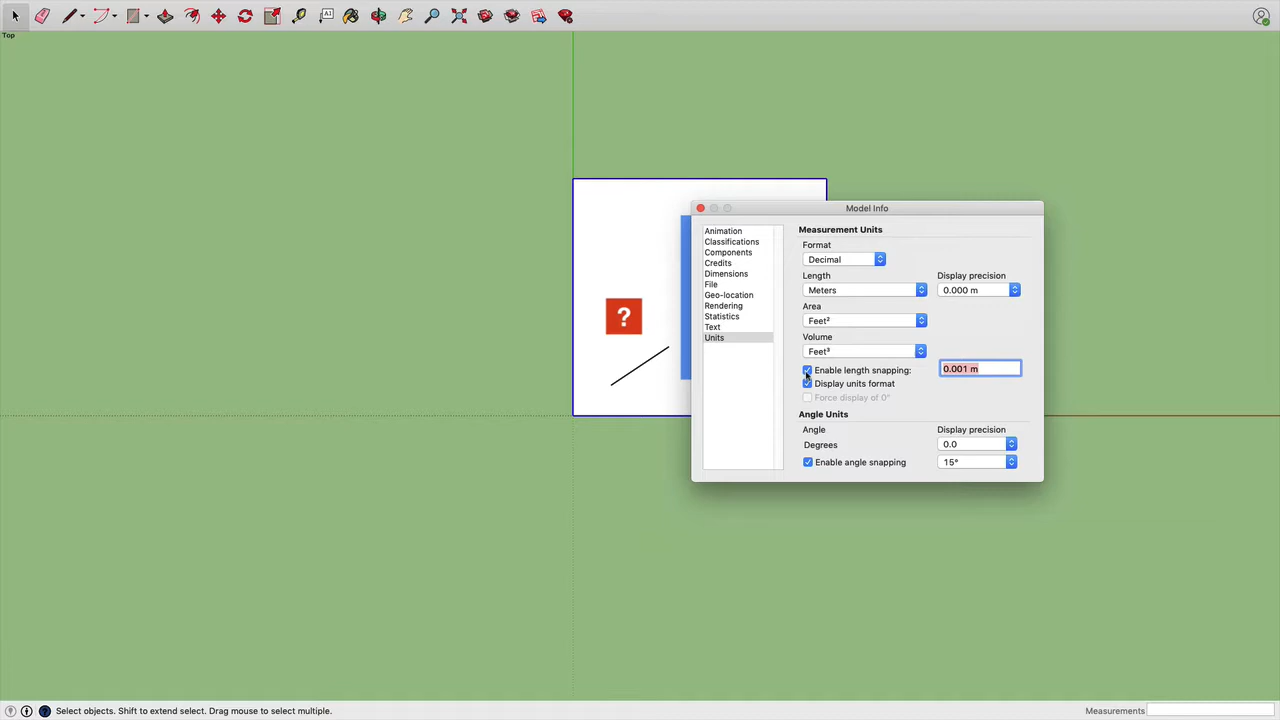 A1
Top
Model Info
Animation
Classifications
Components
Credits
Dimensions
File
Geo-location
Rendering
Statistics
Text
Units
Measurement Units
Format
Decimal
Length
Display precision
Meters
0.000 m
Area
Feet²
Volume
Feet³
Enable length snapping:
0.001 m
Display units format
Force display of 0"
Angle Units
Angle
Display precision
Degrees
0.0
Enable angle snapping
15°
?
Select objects. Shift to extend select. Drag mouse to select multiple.
Measurements